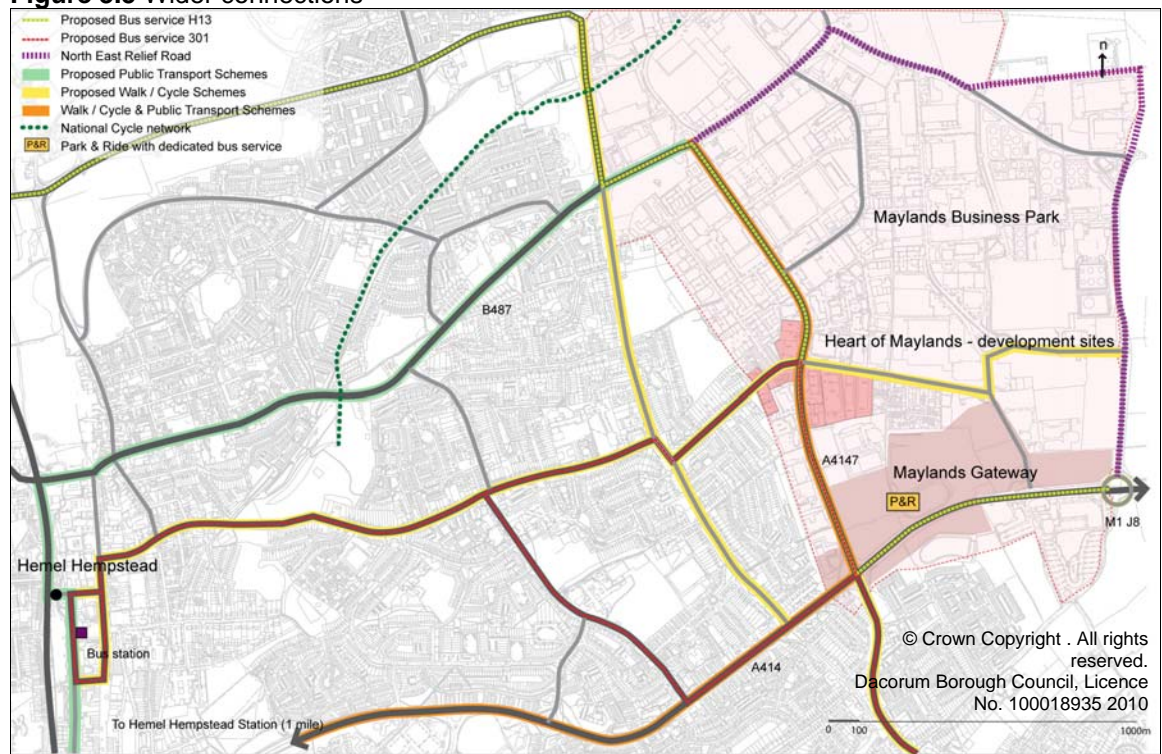 Figure 3.3 Wider connections
Proposed Bus service H13
Proposed Bus service 301
North East Relief Road
Proposed Public Transport Schemes
Proposed Walk / Cycle Schemes
Walk / Cycle & Public Transport Schemes
National Cycle network
P&R Park & Ride with dedicated bus service
n
Maylands Business Park
B487
Heart of Maylands - development sites
A4147
Maylands Gateway
P&R
M1 J8
Hemel Hempstead
Bus station
A414
To Hemel Hempstead Station (1 mile)
© Crown Copyright . All rights
reserved.
Dacorum Borough Council, Licence
No. 100018935 2010
0 100 1000m